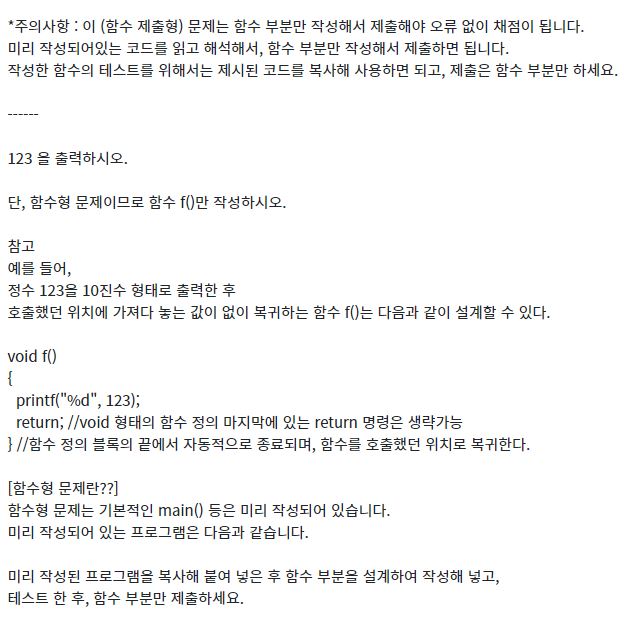 *주의사항 : 이 (함수 제출형) 문제는 함수 부분만 작성해서 제출해야 오류 없이 채점이 됩니다.
미리 작성되어있는 코드를 읽고 해석해서, 함수 부분만 작성해서 제출하면 됩니다.
작성한 함수의 테스트를 위해서는 제시된 코드를 복사해 사용하면 되고, 제출은 함수 부분만 하세요.
------
123 을 출력하시오.
단, 함수형 문제이므로 함수 f()만 작성하시오.
참고
예를 들어,
정수 123을 10진수 형태로 출력한 후
호출했던 위치에 가져다 놓는 값이 없이 복귀하는 함수 f()는 다음과 같이 설계할 수 있다.
void f()
{
printf("%d", 123);
return; //void 형태의 함수 정의 마지막에 있는 return 명령은 생략가능
} //함수 정의 블록의 끝에서 자동적으로 종료되며, 함수를 호출했던 위치로 복귀한다.
[함수형 문제란??]
함수형 문제는 기본적인 main() 등은 미리 작성되어 있습니다.
미리 작성되어 있는 프로그램은 다음과 같습니다.
미리 작성된 프로그램을 복사해 붙여 넣은 후 함수 부분을 설계하여 작성해 넣고,
테스트 한 후, 함수 부분만 제출하세요.